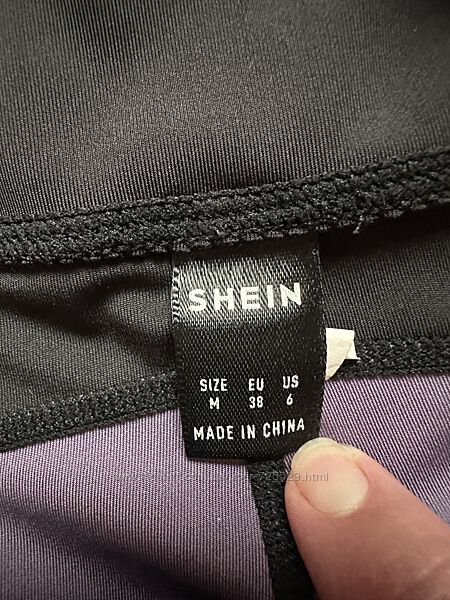 SHEIN
SIZE EU US
M 38 6
MADE IN CHINA